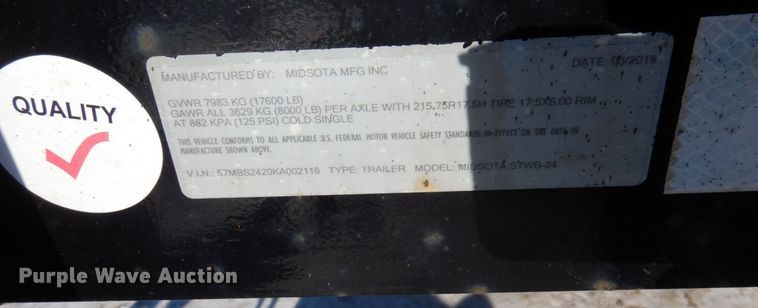 MANUFACTURED BY: MIDSOTA MFG INC DATE: 03/2019
GVWR 7983 KG (17600 LB)
GAWR ALL 3629 KG (8000 LB) PER AXLE WITH 215,75R17.5H TIRE 17.5X6.00 RIM
AT 862 KPA (125 PSI) COLD SINGLE
THIS VEHICLE CONFORMS TO ALL APPLICABLE .U.S. FEDERAL MOTOR VEHICLE SAFETY STANDARDS IN EFFECT ON THE DATE OF
MANUFACTURE SHOWN ABOVE.
V.I.N.: 57MBS2420KA002116 TYPE: TRAILER MODEL: MIDSOTA STWB-24
QUALITY
Purple Wave Auction